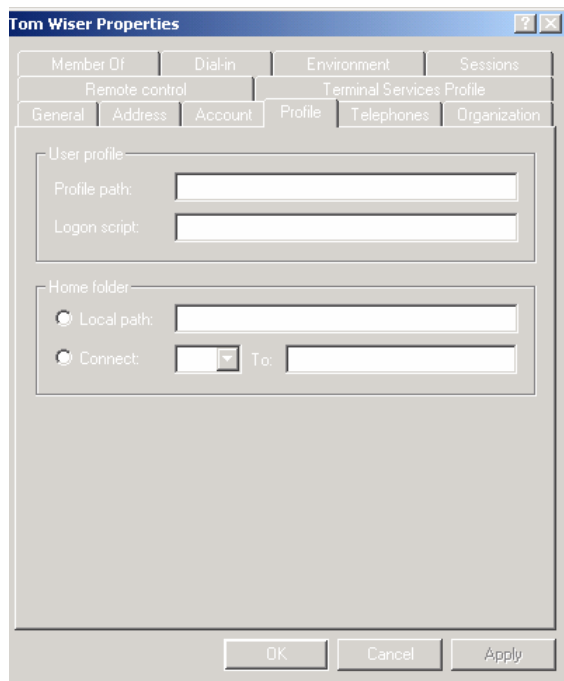 Tom Wiser Properties
Member Of Dial-in Environment Sessions
Remote control Terminal Services Profile
General Address Account Profile Telephones Organization
User profile
Profile path:
Logon script:
Home folder
Local path:
Connect: To:
OK Cancel Apply